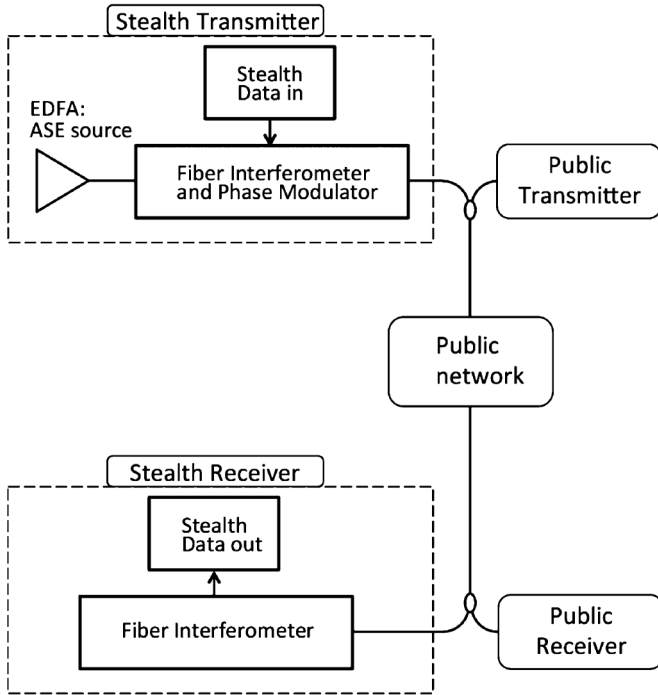 Stealth Transmitter
Stealth
Data in
EDFA:
ASE source
Fiber Interferometer
and Phase Modulator
Public
Transmitter
Public
network
Stealth Receiver
Stealth
Data out
Fiber Interferometer
Public
Receiver